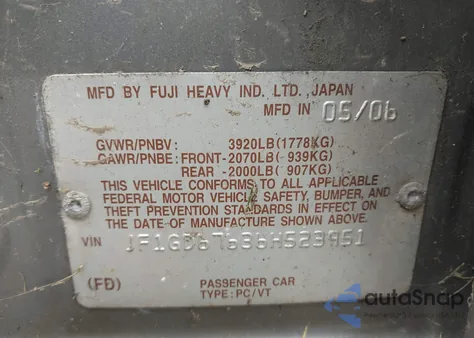 MFD BY FUJI HEAVY IND. LTD., JAPAN
MFD IN 05/06
GVWR/PNBV: 3920LB(1778KG)
GAWR/PNBE: FRONT-2070LB( 939KG)
REAR -2000LB( 907KG)
THIS VEHICLE CONFORMS TO ALL APPLICABLE
FEDERAL MOTOR VEHICLE SAFETY, BUMPER, AND
THEFT PREVENTION STANDARDS IN EFFECT ON
THE DATE OF MANUFACTURE SHOWN ABOVE.
VIN JF1GD67636H523951
(FD) PASSENGER CAR
TYPE: PC/VT
autoSnap